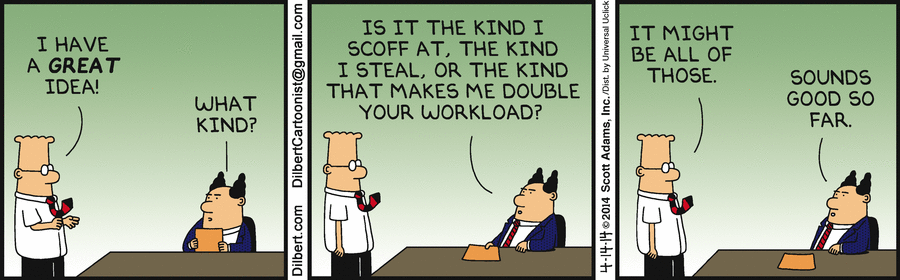 I HAVE
A GREAT
IDEA!
WHAT
KIND?
Dilbert.com DilbertCartoonist@gmail.com
IS IT THE KIND I
SCOFF AT, THE KIND
I STEAL, OR THE KIND
THAT MAKES ME DOUBLE
YOUR WORKLOAD?
4-14-14 © 2014 Scott Adams, Inc. /Dist. by Universal Uclick
IT MIGHT
BE ALL OF
THOSE.
SOUNDS
GOOD SO
FAR.